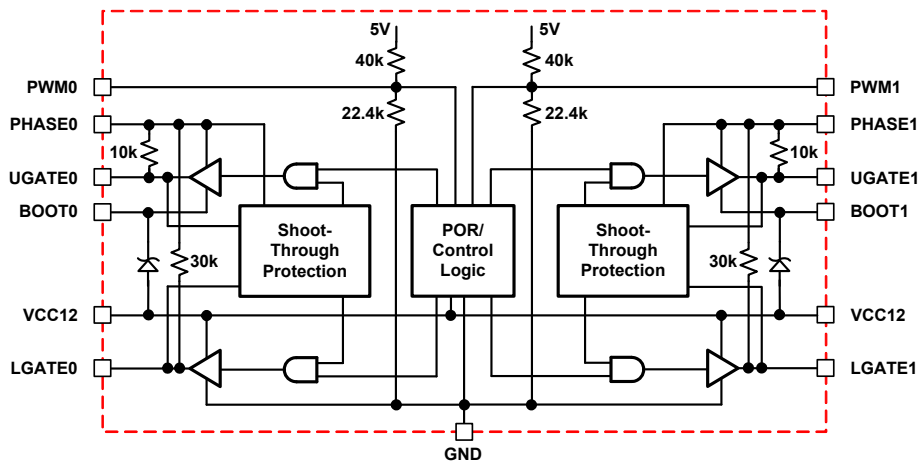 5V
5V
40k
40k
PWM0
PWM1
22.4k
22.4k
PHASE0
PHASE1
10k
10k
UGATE0
UGATE1
BOOT0
BOOT1
Shoot-
Through
Protection
POR/
Control
Logic
Shoot-
Through
Protection
30k
30k
VCC12
VCC12
LGATE0
LGATE1
GND